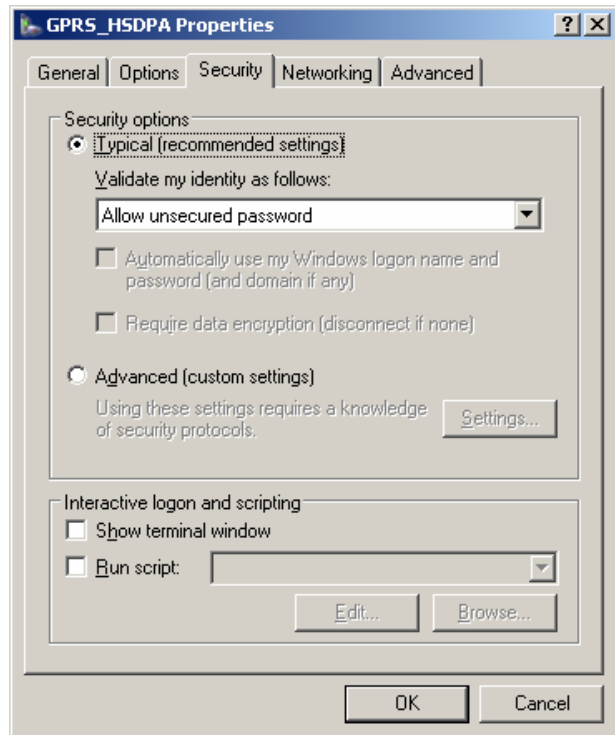 GPRS_HSDPA Properties
General Options Security Networking Advanced
Security options
Typical (recommended settings)
Validate my identity as follows:
Allow unsecured password
Automatically use my Windows logon name and
password (and domain if any)
Require data encryption (disconnect if none)
Advanced (custom settings)
Using these settings requires a knowledge
of security protocols.
Settings...
Interactive logon and scripting
Show terminal window
Run script:
Edit... Browse...
OK Cancel